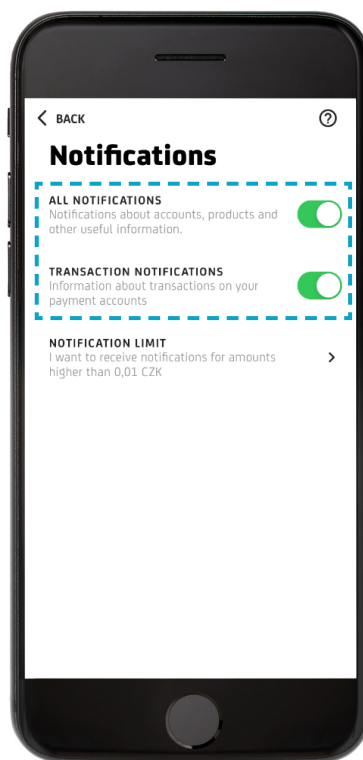 BACK
Notifications
ALL NOTIFICATIONS
Notifications about accounts, products and
other useful information.
TRANSACTION NOTIFICATIONS
Information about transactions on your
payment accounts
NOTIFICATION LIMIT
I want to receive notifications for amounts
higher than 0,01 CZK